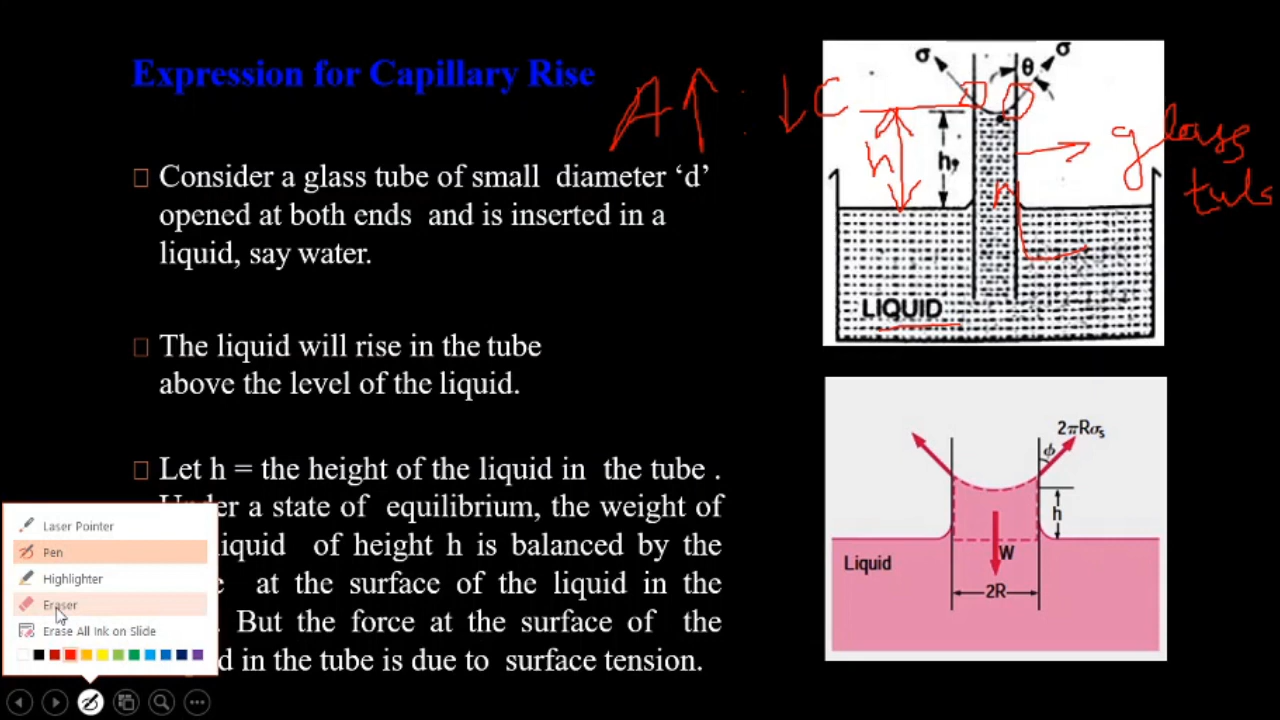 Expression for Capillary Rise
A↑ : ↓C
Consider a glass tube of small diameter ‘d’
opened at both ends and is inserted in a
liquid, say water.
The liquid will rise in the tube
above the level of the liquid.
Let h = the height of the liquid in the tube .
a state of equilibrium, the weight of
of height h is balanced by the
at the surface of the liquid in the
But the force at the surface of the
in the tube is due to surface tension.
σ θ σ
h h,
glass
LIQUID
2πRσs
ϕ
h
W
Liquid
2R
Laser Pointer
Pen
Highlighter
Eraser
Erase All Ink on Slide